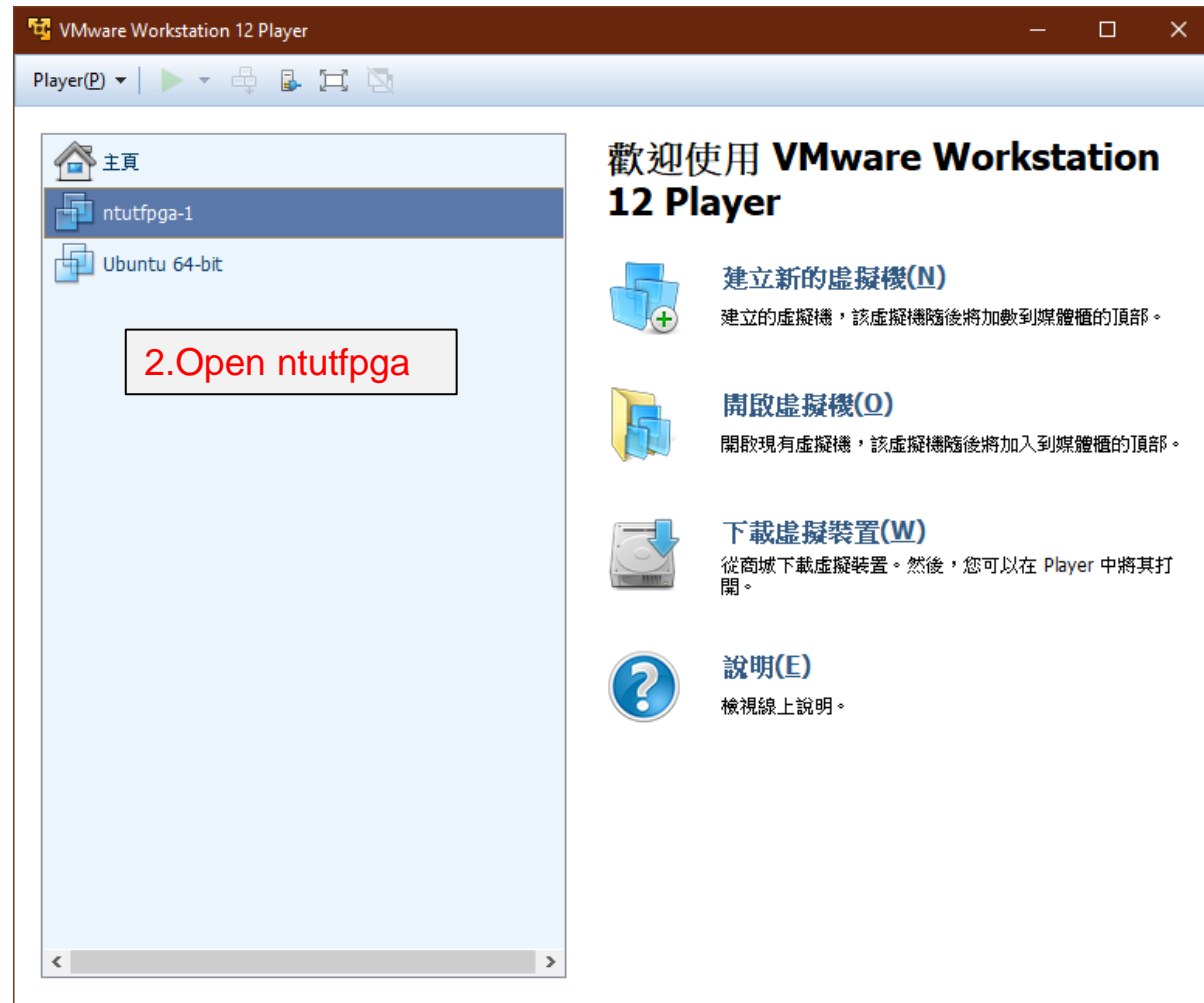 VMware Workstation 12 Player
Player(P)
主頁
ntutfpga-1
Ubuntu 64-bit
2.Open ntutfpga
歡迎使用 VMware Workstation
12 Player
建立新的虛擬機(N)
建立的虛擬機，該虛擬機隨後將加數到媒體櫃的頂部。
開啟虛擬機(O)
開啟現有虛擬機，該虛擬機隨後將加入到媒體櫃的頂部。
下載虛擬裝置(W)
從商城下載虛擬裝置。然後，您可以在 Player 中將其打
開。
說明(E)
檢視線上說明。